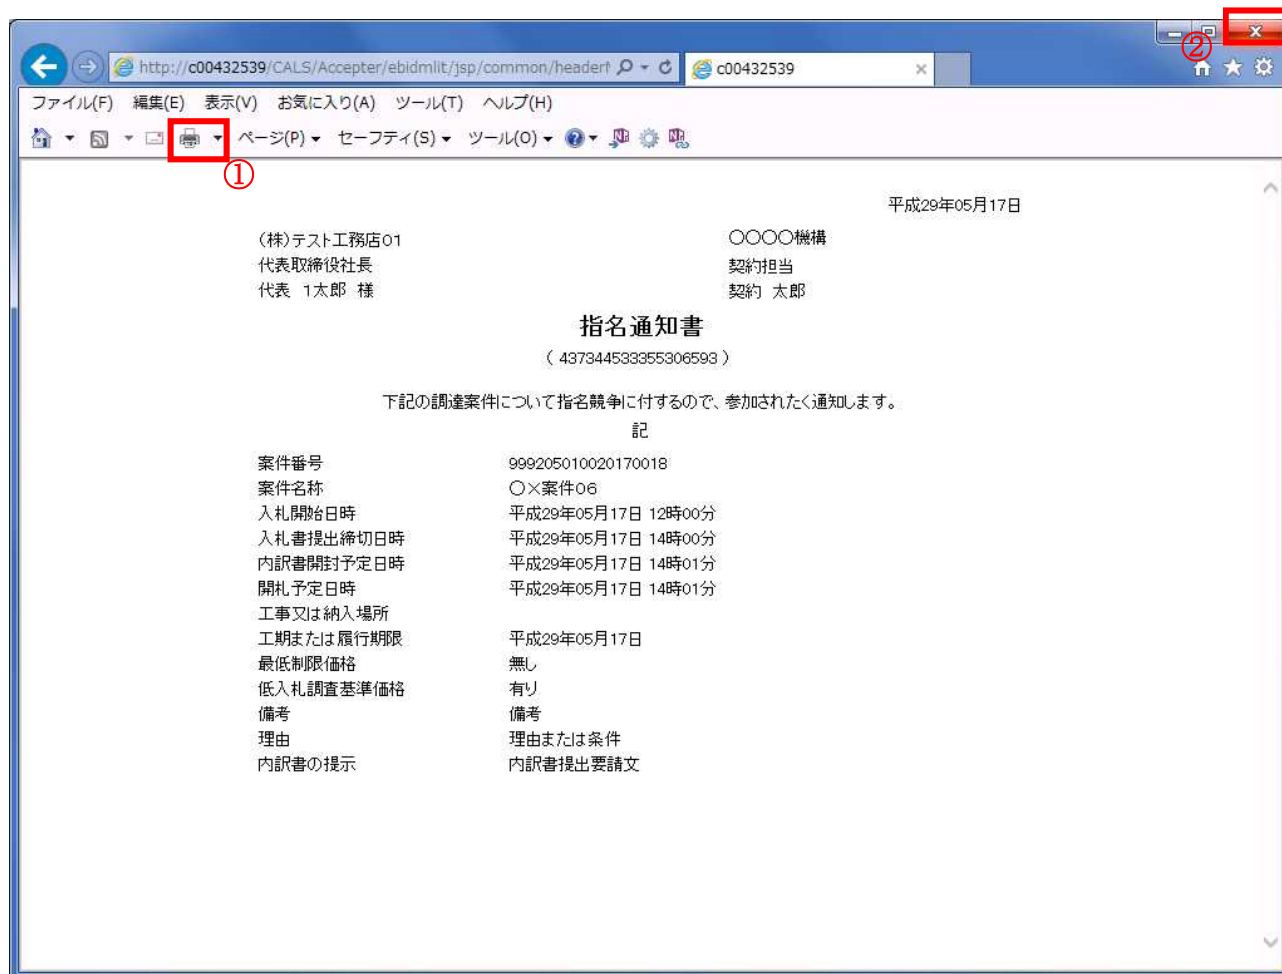 ②
http://c00432539/CALS/Accepter/ebidmlit/jsp/common/header
c00432539
ファイル(F) 編集(E) 表示(V) お気に入り(A) ツール(T) ヘルプ(H)
ページ(P) セーフティ(S) ツール(O)
①
平成29年05月17日
(株)テスト工務店01
〇〇〇〇機構
代表取締役社長
契約担当
代表 1太郎 様
契約 太郎
指名通知書
( 437344533355306593 )
下記の調達案件について指名競争に付するので、参加されたく通知します。
記
案件番号 999205010020170018
案件名称 〇×案件06
入札開始日時 平成29年05月17日 12時00分
入札書提出締切日時 平成29年05月17日 14時00分
内訳書開封予定日時 平成29年05月17日 14時01分
開札予定日時 平成29年05月17日 14時01分
工事又は納入場所
工期または履行期限 平成29年05月17日
最低制限価格 無し
低入札調査基準価格 有り
備考 備考
理由 理由または条件
内訳書の提示 内訳書提出要請文